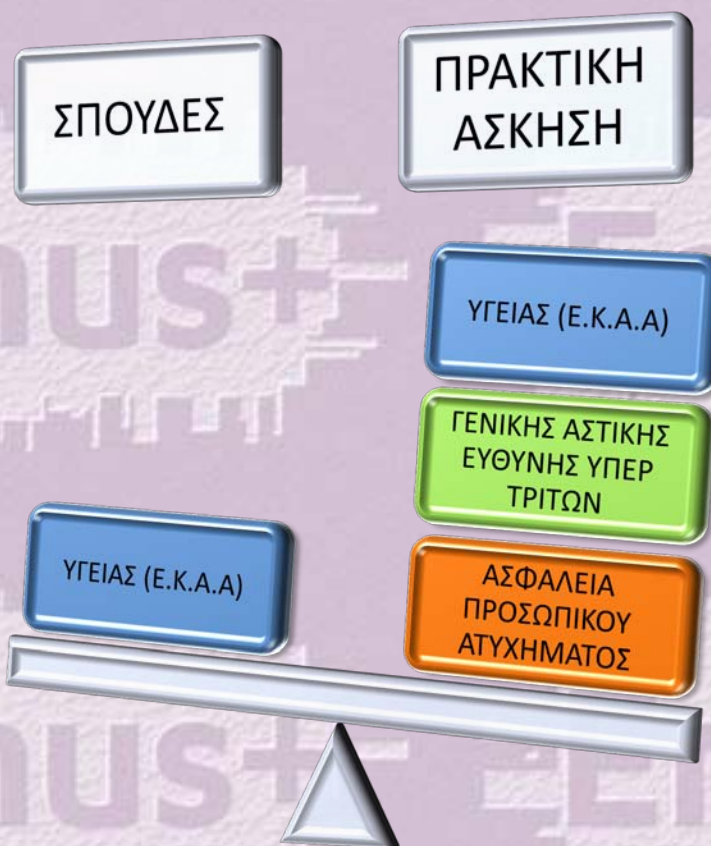 ΣΠΟΥΔΕΣ
ΠΡΑΚΤΙΚΗ
ΑΣΚΗΣΗ
ΥΓΕΙΑΣ (Ε.Κ.Α.Α)
ΥΓΕΙΑΣ (Ε.Κ.Α.Α)
ΓΕΝΙΚΗΣ ΑΣΤΙΚΗΣ
ΕΥΘΥΝΗΣ ΥΠΕΡ
ΤΡΙΤΩΝ
ΑΣΦΑΛΕΙΑ
ΠΡΟΣΩΠΙΚΟΥ
ΑΤΥΧΗΜΑΤΟΣ